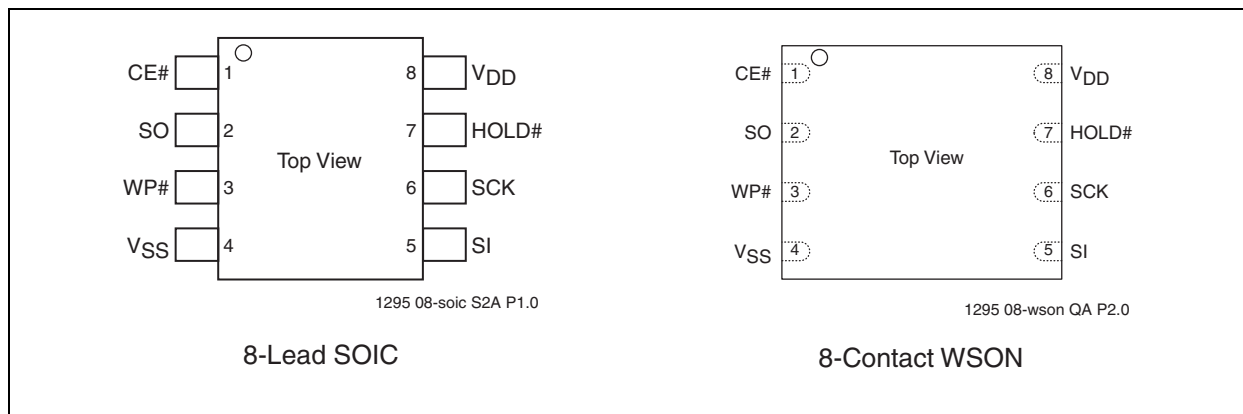 CE# 1 8 VDD
SO 2 7 HOLD#
Top View
WP# 3 6 SCK
VSS 4 5 SI
1295 08-soic S2A P1.0
8-Lead SOIC
CE# 1 8 VDD
SO 2 7 HOLD#
Top View
WP# 3 6 SCK
VSS 4 5 SI
1295 08-wson QA P2.0
8-Contact WSON